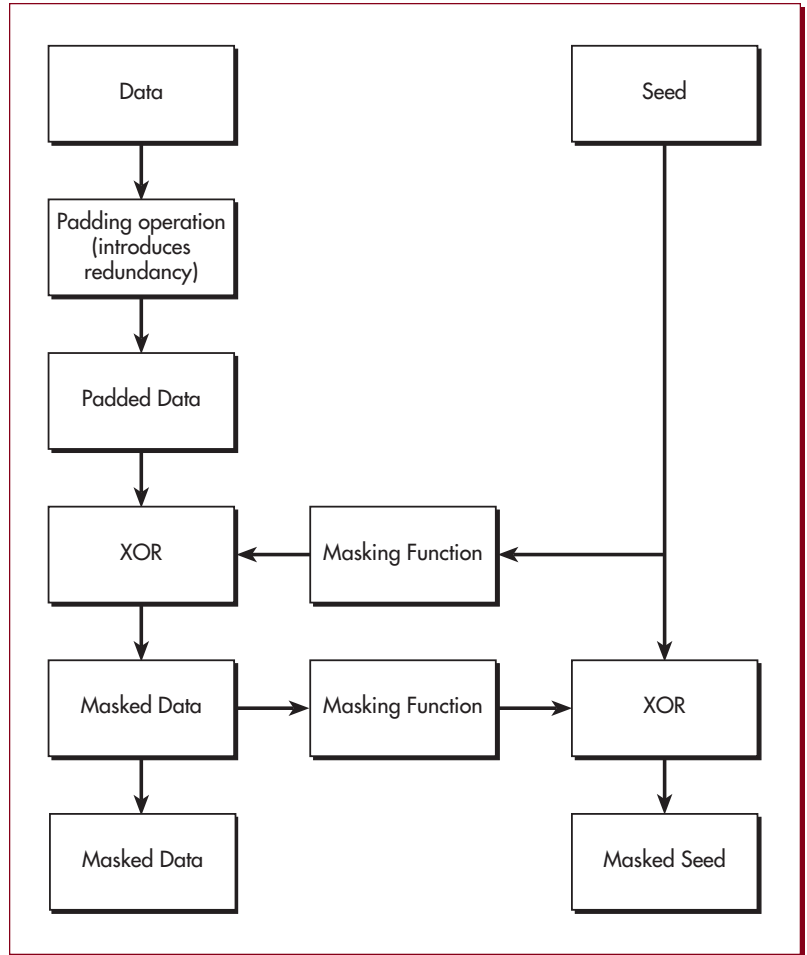 Data
Seed
Padding operation
(introduces
redundancy)
Padded Data
XOR
Masking Function
Masked Data
Masking Function
XOR
Masked Data
Masked Seed